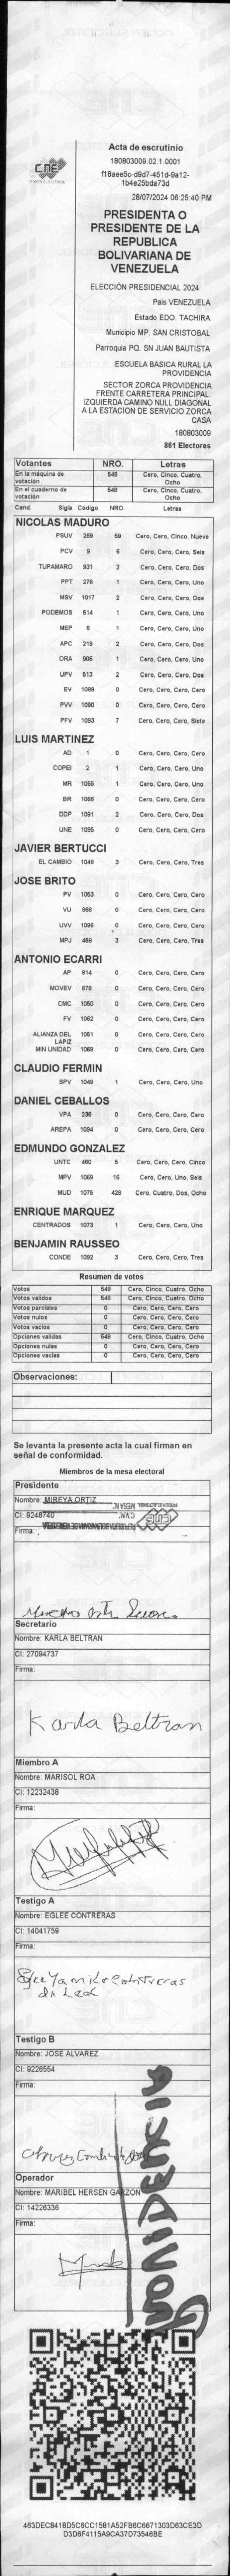 CNE
Acta de escrutinio
180803009.02.1.0001
f18aee5c-d9d7-451d-9a12-
1b4e25bda73d
28/07/2024 06:25:40 PM
PRESIDENTA O
PRESIDENTE DE LA
REPUBLICA
BOLIVARIANA DE
VENEZUELA
ELECCIÓN PRESIDENCIAL 2024
País VENEZUELA
Estado EDO. TACHIRA
Municipio MP. SAN CRISTOBAL
Parroquia PQ. SN JUAN BAUTISTA
ESCUELA BASICA RURAL LA
PROVIDENCIA
SECTOR ZORCA PROVIDENCIA
FRENTE CARRETERA PRINCIPAL.
IZQUIERDA CAMINO NULL DIAGONAL
A LA ESTACION DE SERVICIO ZORCA
CASA
180803009
861 Electores
Votantes NRO. Letras
En la máquina de votación 548 Cero, Cinco, Cuatro, Ocho
En el cuaderno de votación 548 Cero, Cinco, Cuatro, Ocho
Cand. Sigla Código NRO. Letras
NICOLAS MADURO
PSUV 269 59 Cero, Cero, Cinco, Nueve
PCV 9 6 Cero, Cero, Cero, Seis
TUPAMARO 931 2 Cero, Cero, Cero, Dos
PPT 276 1 Cero, Cero, Cero, Uno
MSV 1017 2 Cero, Cero, Cero, Dos
PODEMOS 514 1 Cero, Cero, Cero, Uno
MEP 6 1 Cero, Cero, Cero, Uno
APC 219 2 Cero, Cero, Cero, Dos
ORA 906 1 Cero, Cero, Cero, Uno
UPV 513 2 Cero, Cero, Cero, Dos
EV 1089 0 Cero, Cero, Cero, Cero
PVV 1090 0 Cero, Cero, Cero, Cero
PFV 1093 7 Cero, Cero, Cero, Siete
LUIS MARTINEZ
AD 1 0 Cero, Cero, Cero, Cero
COPEI 2 1 Cero, Cero, Cero, Uno
MR 1065 1 Cero, Cero, Cero, Uno
BR 1066 0 Cero, Cero, Cero, Cero
DDP 1091 2 Cero, Cero, Cero, Dos
UNE 1095 0 Cero, Cero, Cero, Cero
JAVIER BERTUCCI
EL CAMBIO 1048 3 Cero, Cero, Cero, Tres
JOSE BRITO
PV 1053 0 Cero, Cero, Cero, Cero
VU 868 0 Cero, Cero, Cero, Cero
UVV 1096 0 Cero, Cero, Cero, Cero
MPJ 458 3 Cero, Cero, Cero, Tres
ANTONIO ECARRI
AP 814 0 Cero, Cero, Cero, Cero
MOVEV 978 0 Cero, Cero, Cero, Cero
CMC 1050 0 Cero, Cero, Cero, Cero
FV 1062 0 Cero, Cero, Cero, Cero
ALIANZA DEL LAPIZ 1051 0 Cero, Cero, Cero, Cero
MIN UNIDAD 1068 0 Cero, Cero, Cero, Cero
CLAUDIO FERMIN
SPV 1049 1 Cero, Cero, Cero, Uno
DANIEL CEBALLOS
VPA 236 0 Cero, Cero, Cero, Cero
AREPA 1094 0 Cero, Cero, Cero, Cero
EDMUNDO GONZALEZ
UNTC 460 5 Cero, Cero, Cero, Cinco
MPV 1069 16 Cero, Cero, Uno, Seis
MUD 1075 428 Cero, Cuatro, Dos, Ocho
ENRIQUE MARQUEZ
CENTRADOS 1073 1 Cero, Cero, Cero, Uno
BENJAMIN RAUSSEO
CONDE 1092 3 Cero, Cero, Cero, Tres
Resumen de votos
Votos 548 Cero, Cinco, Cuatro, Ocho
Votos validos 548 Cero, Cinco, Cuatro, Ocho
Votos parciales 0 Cero, Cero, Cero, Cero
Votos nulos 0 Cero, Cero, Cero, Cero
Votos vacios 0 Cero, Cero, Cero, Cero
Opciones validas 548 Cero, Cinco, Cuatro, Ocho
Opciones nulas 0 Cero, Cero, Cero, Cero
Opciones vacias 0 Cero, Cero, Cero, Cero
Observaciones:
Se levanta la presente acta la cual firman en
señal de conformidad.
Miembros de la mesa electoral
Presidente
Nombre: MIREYA ORTIZ
CI: 9248740
Firma:
Secretario
Nombre: KARLA BELTRAN
CI: 27094737
Firma:
Karla Beltran
Miembro A
Nombre: MARISOL ROA
CI: 12232438
Firma:
Testigo A
Nombre: EGLEE CONTRERAS
CI: 14041759
Firma:
Testigo B
Nombre: JOSE ALVAREZ
CI: 9226554
Firma:
Operador
Nombre: MARIBEL HERSEN GARZON
CI: 14226336
Firma:
463DECB418D5C6CC1581A52FB6C6671303D63CE3D
D3D6F4115A9CA37D73546BE